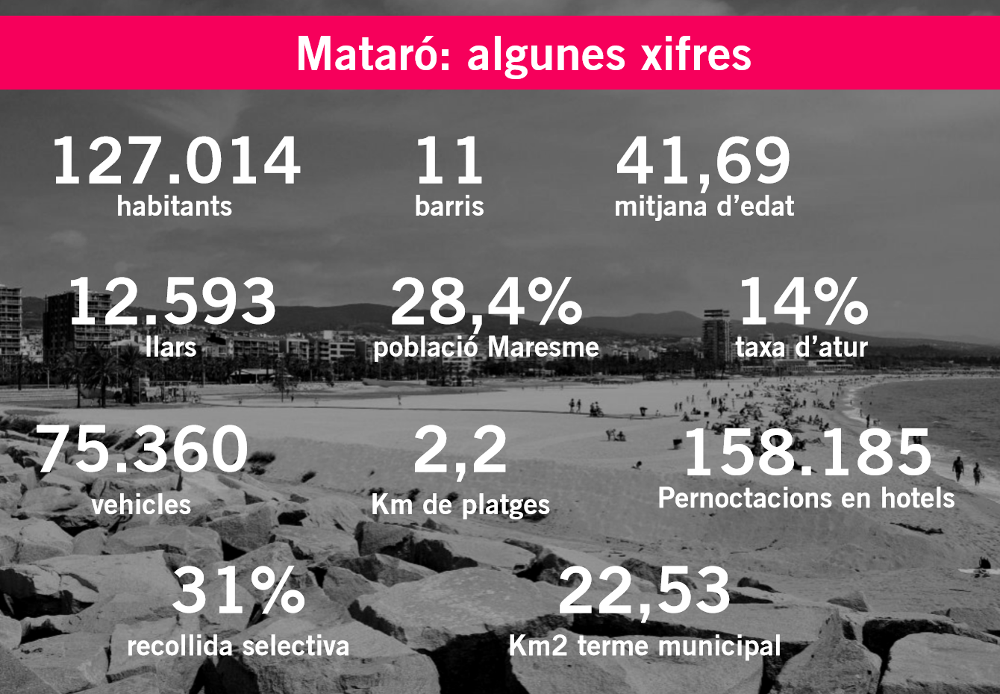 Mataró: algunes xifres
127.014
habitants
11
barris
41,69
mitjana d’edat
12.593
llars
28,4%
població Maresme
14%
taxa d’atur
75.360
vehicles
2,2
Km de platges
158.185
Pernoctacions en hotels
31%
recollida selectiva
22,53
Km2 terme municipal